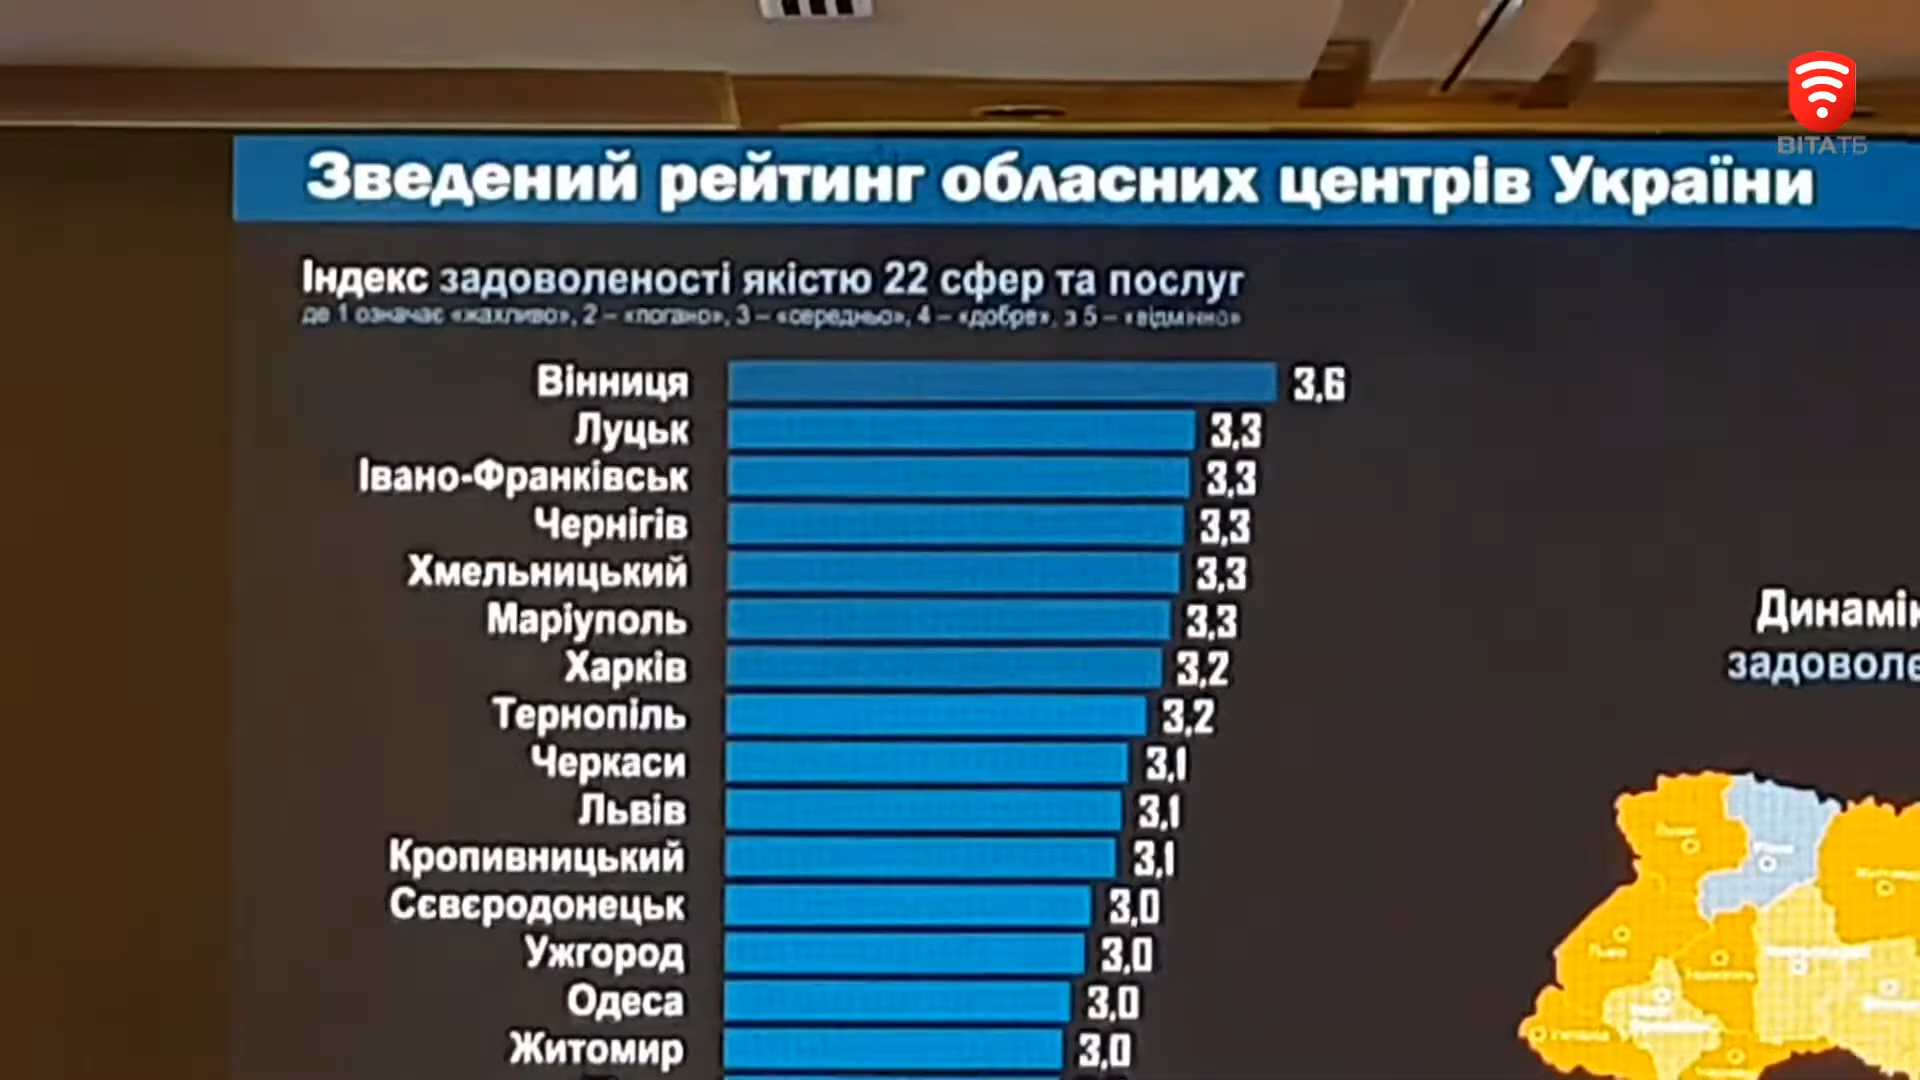 ВІТАТБ
Зведений рейтинг обласних центрів України
Індекс задоволеності якістю 22 сфер та послуг
де 1 означає «жахливо», 2 – «погано», 3 – «середньо», 4 – «добре», з 5 – «відмінно»
Вінниця 3,6
Луцьк 3,3
Івано-Франківськ 3,3
Чернігів 3,3
Хмельницький 3,3
Маріуполь 3,3
Харків 3,2
Тернопіль 3,2
Черкаси 3,1
Львів 3,1
Кропивницький 3,1
Сєвєродонецьк 3,0
Ужгород 3,0
Одеса 3,0
Житомир 3,0
Динамік
задоволе